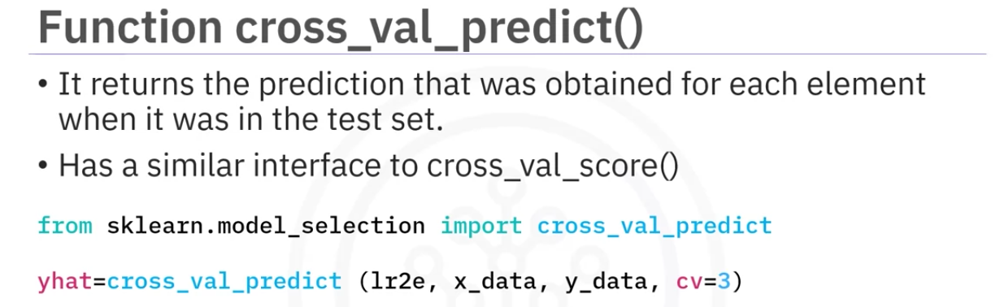 Function cross_val_predict()
• It returns the prediction that was obtained for each element
when it was in the test set.
• Has a similar interface to cross_val_score()
from sklearn.model_selection import cross_val_predict
yhat=cross_val_predict (lr2e, x_data, y_data, cv=3)